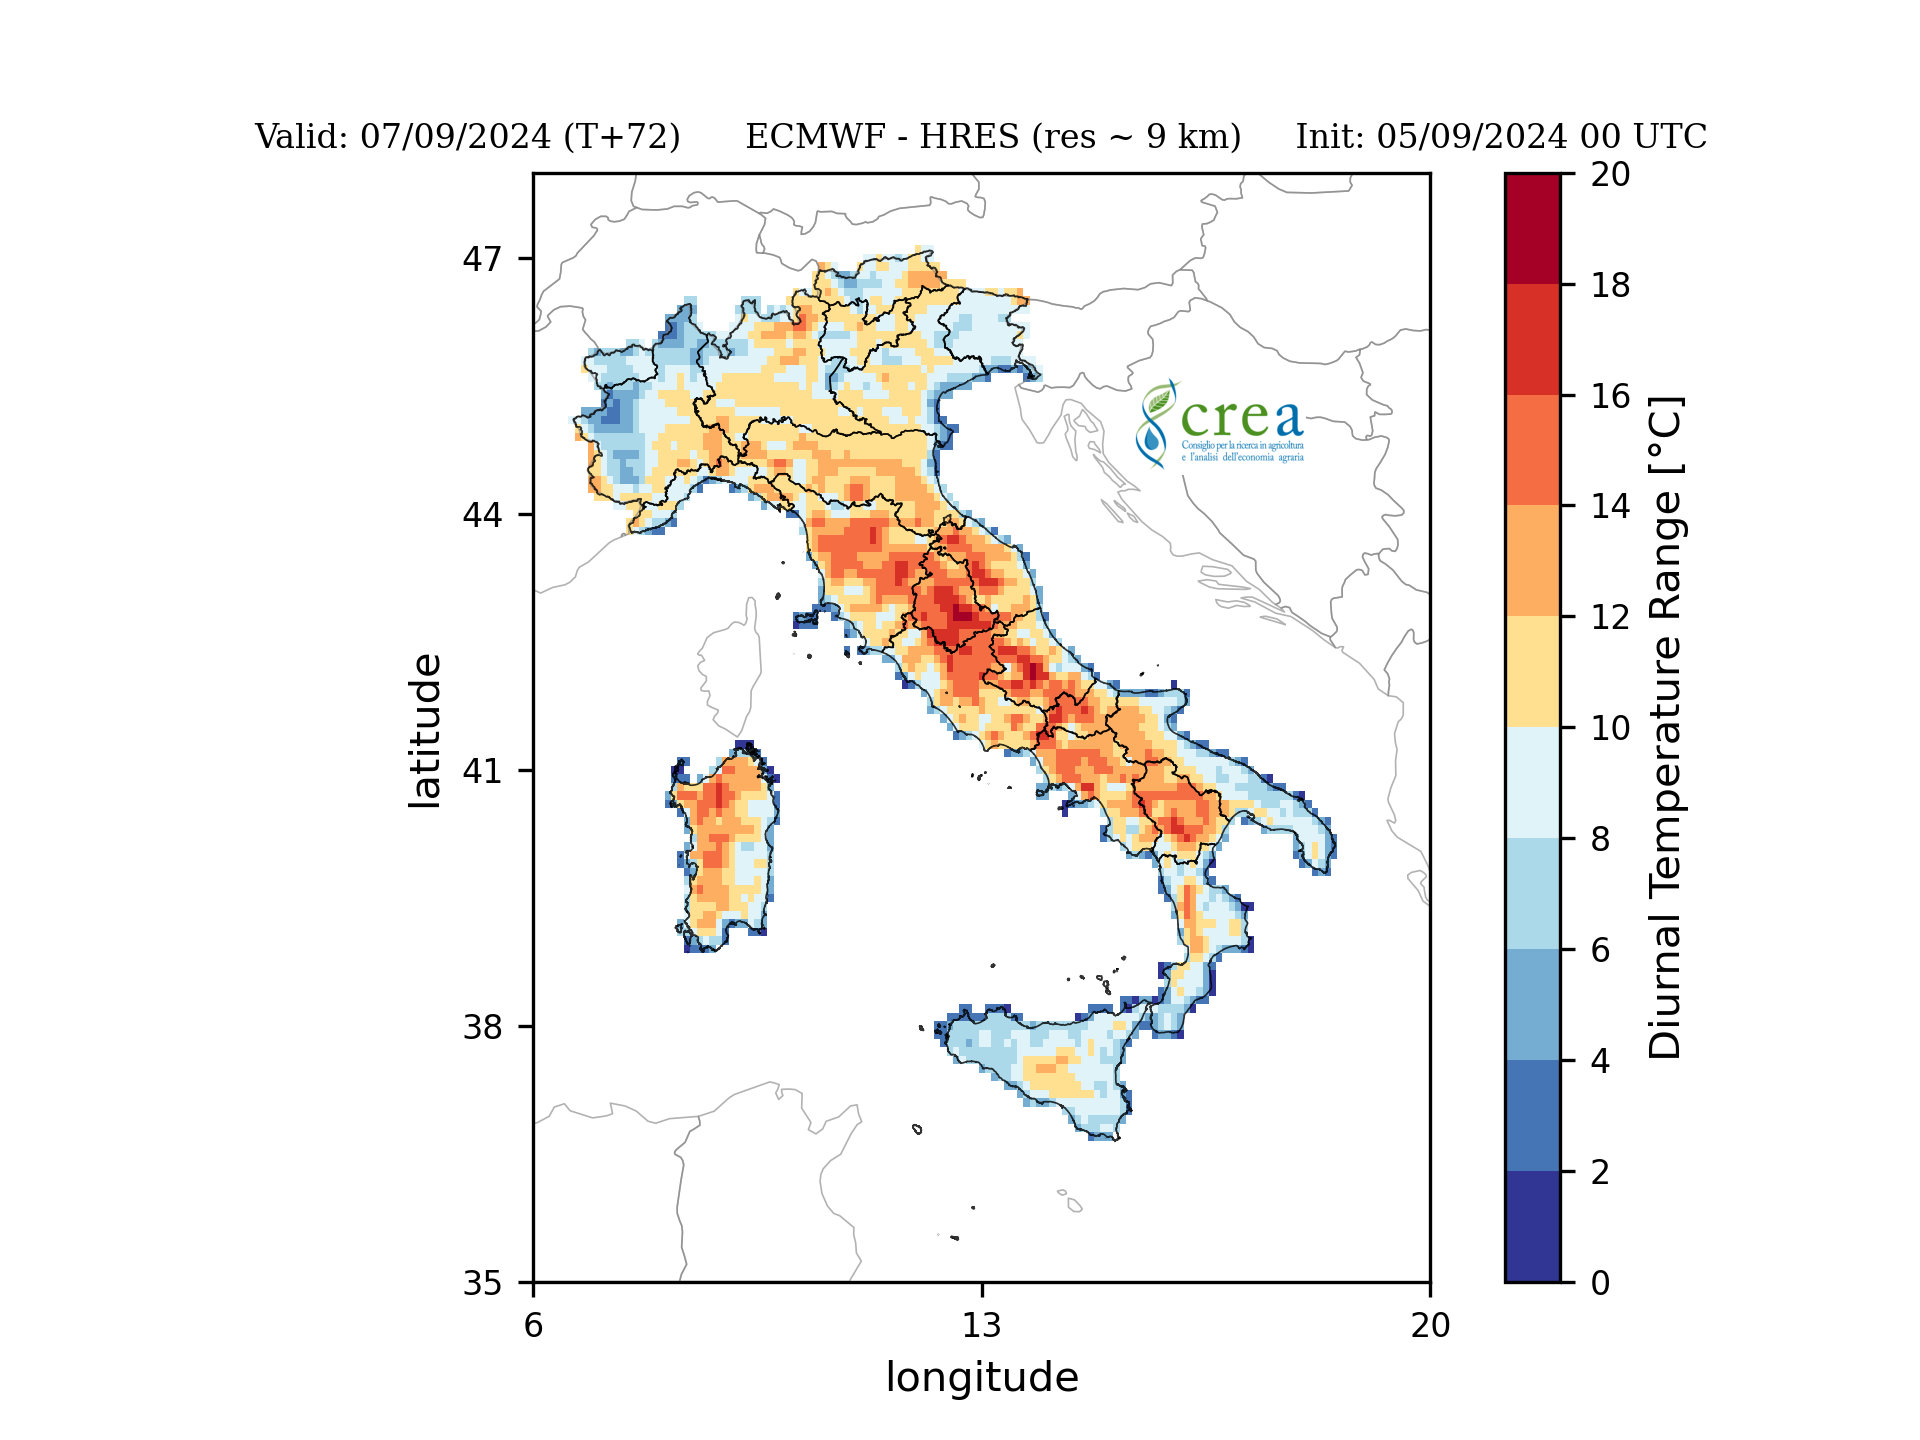 Valid: 07/09/2024 (T+72) ECMWF - HRES (res ~ 9 km) Init: 05/09/2024 00 UTC
47
44
41
38
35
6 13 20
latitude
longitude
crea
Consiglio per la ricerca in agricoltura
e l'analisi dell'economia agraria
20
18
16
14
12
10
8
6
4
2
0
Diurnal Temperature Range [°C]